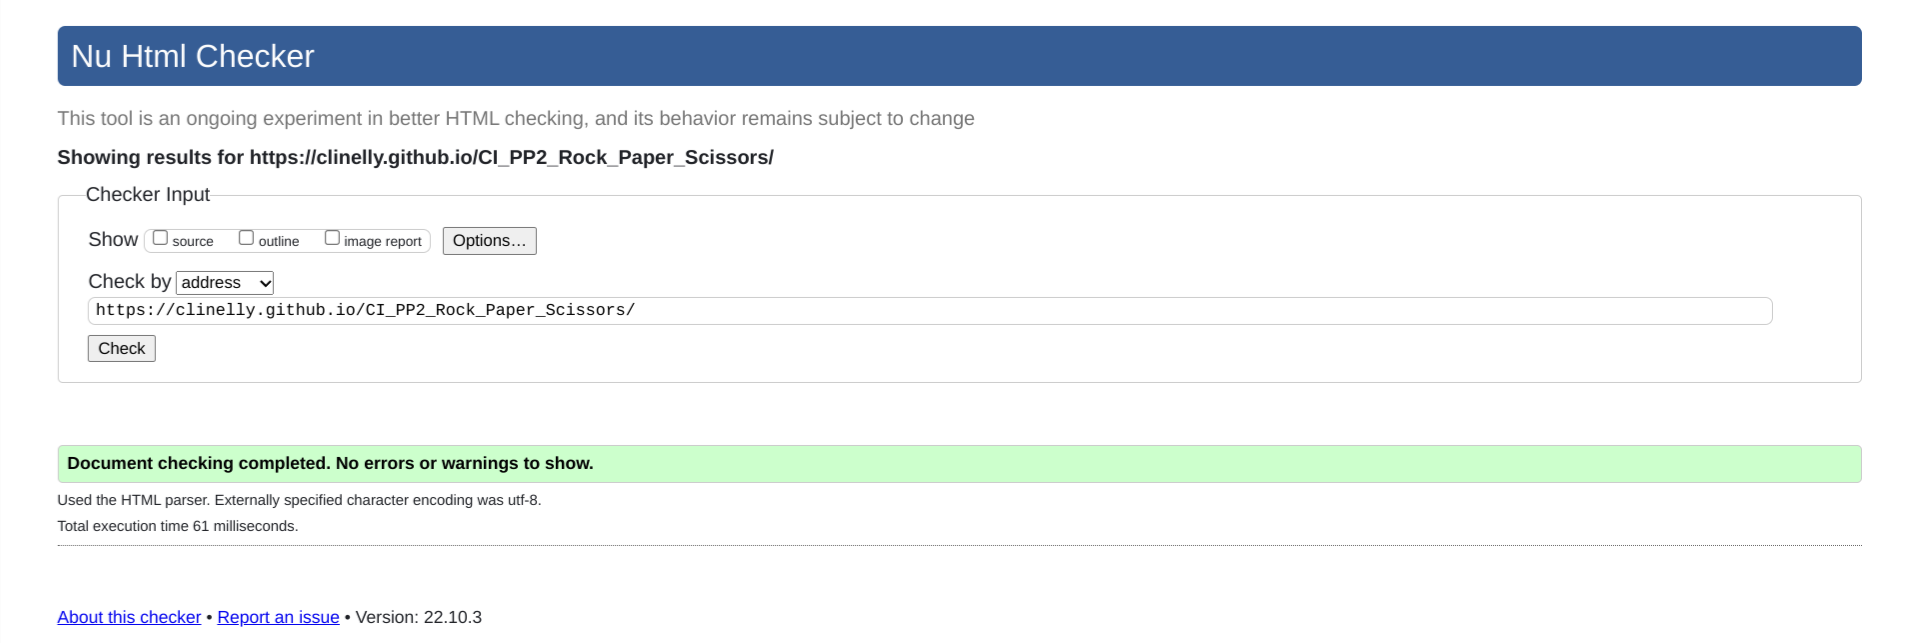 Nu Html Checker
This tool is an ongoing experiment in better HTML checking, and its behavior remains subject to change
Showing results for https://clinelly.github.io/CI_PP2_Rock_Paper_Scissors/
Checker Input
Show source outline image report Options…
Check by address
https://clinelly.github.io/CI_PP2_Rock_Paper_Scissors/
Check
Document checking completed. No errors or warnings to show.
Used the HTML parser. Externally specified character encoding was utf-8.
Total execution time 61 milliseconds.
About this checker • Report an issue • Version: 22.10.3